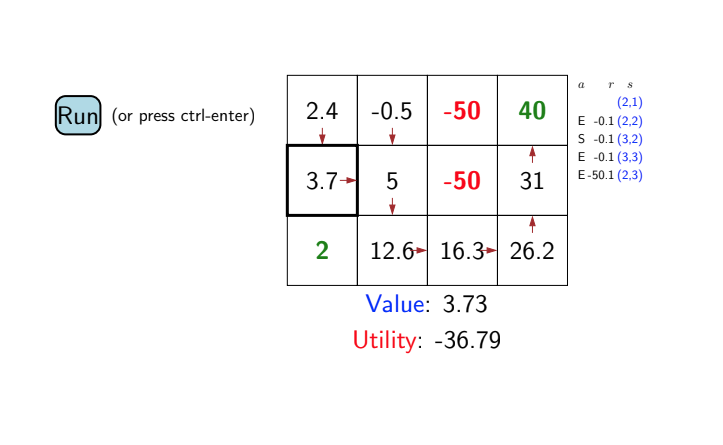 Run (or press ctrl-enter)
2.4 -0.5 -50 40
3.7 5 -50 31
2 12.6 16.3 26.2
a r s
(2,1)
E -0.1 (2,2)
S -0.1 (3,2)
E -0.1 (3,3)
E -50.1 (2,3)
Value: 3.73
Utility: -36.79